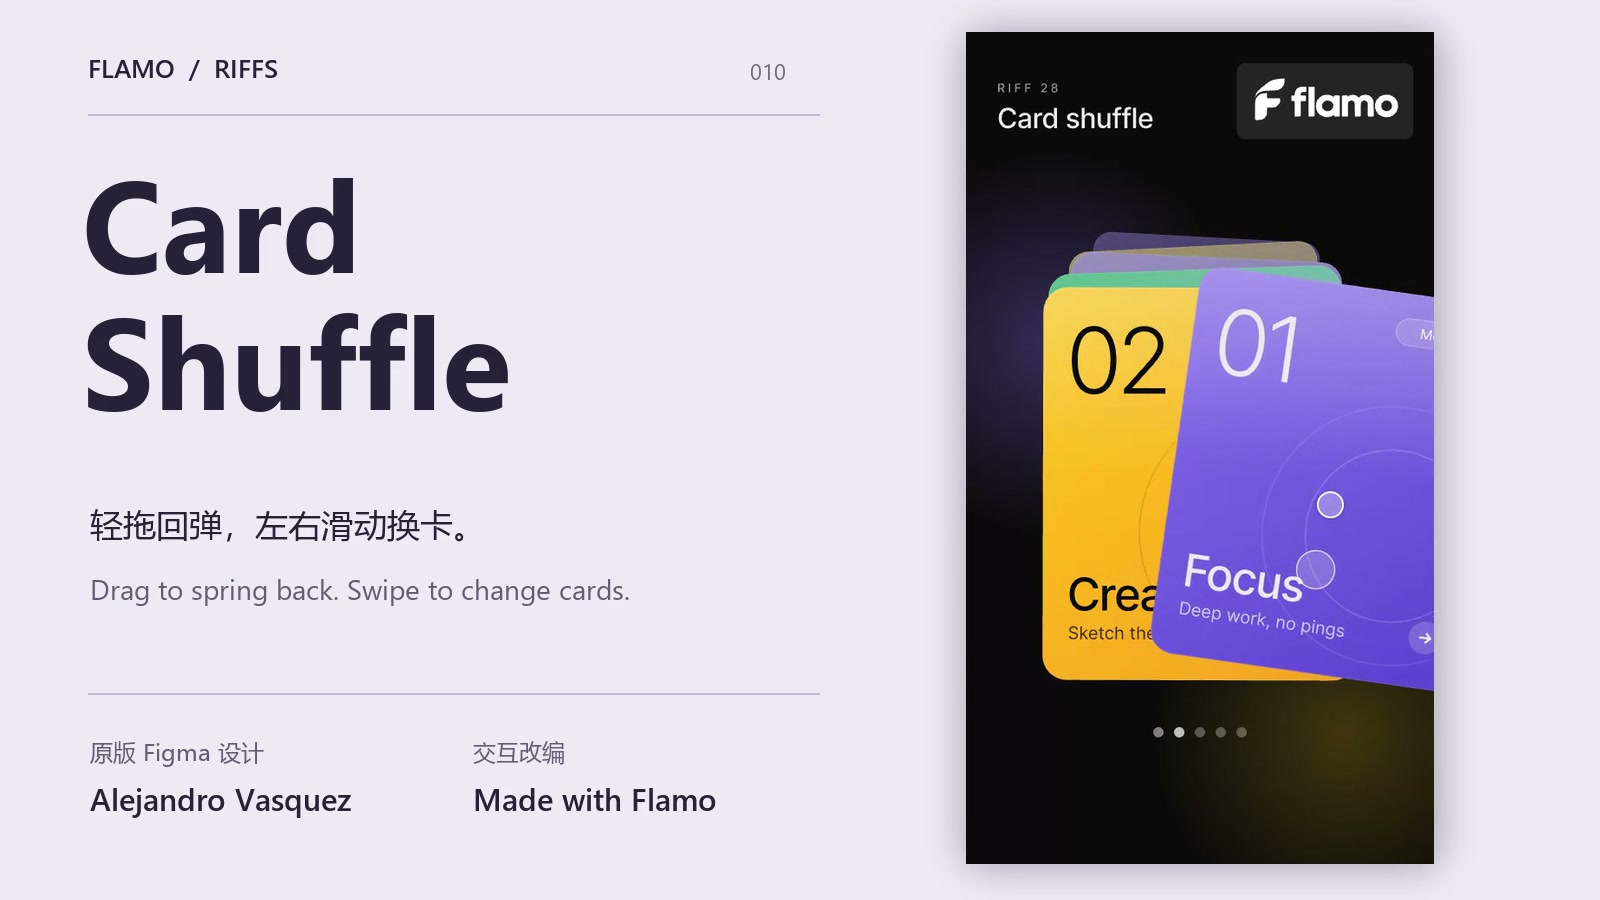 FLAMO / RIFFS
010
Card
Shuffle
轻拖回弹，左右滑动换卡。
Drag to spring back. Swipe to change cards.
原版 Figma 设计
Alejandro Vasquez
交互改编
Made with Flamo
RIFF 28
Card shuffle
flamo
02
01
Focus
Deep work, no pings